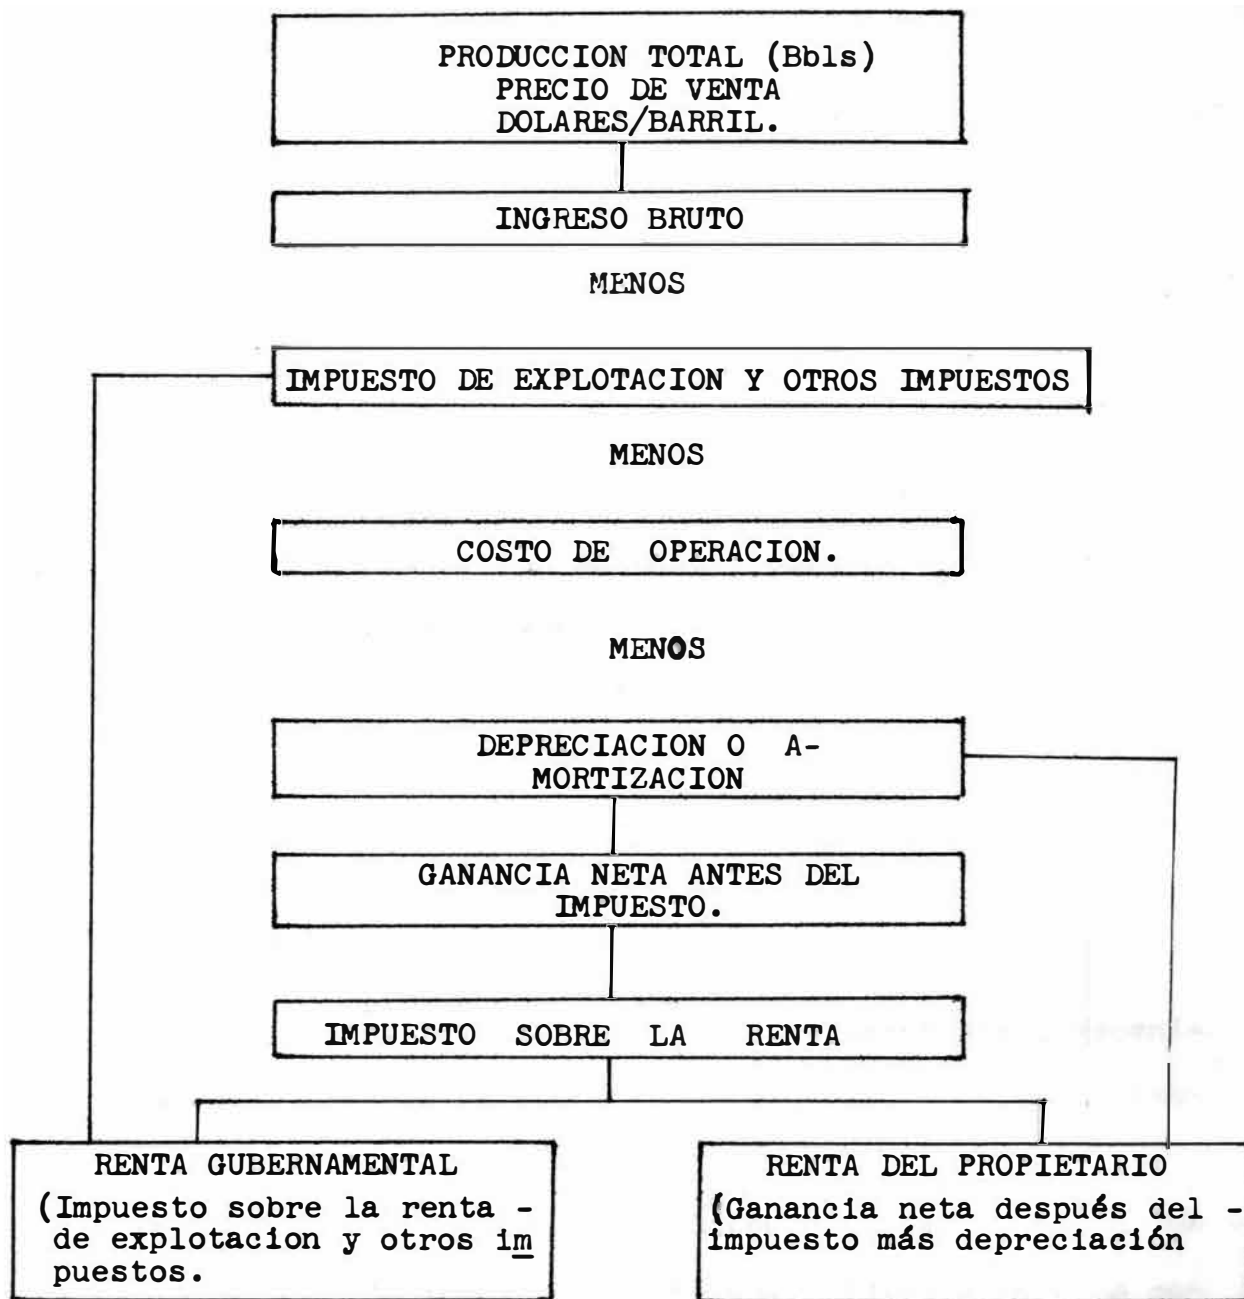 PRODUCCION TOTAL (Bbls)
PRECIO DE VENTA
DOLARES/BARRIL.
INGRESO BRUTO
MENOS
IMPUESTO DE EXPLOTACION Y OTROS IMPUESTOS
MENOS
COSTO DE OPERACION.
MENOS
DEPRECIACION O A-
MORTIZACION
GANANCIA NETA ANTES DEL
IMPUESTO.
IMPUESTO SOBRE LA RENTA
RENTA GUBERNAMENTAL
(Impuesto sobre la renta -
de explotacion y otros im
puestos.
RENTA DEL PROPIETARIO
(Ganancia neta después del -
impuesto más depreciación